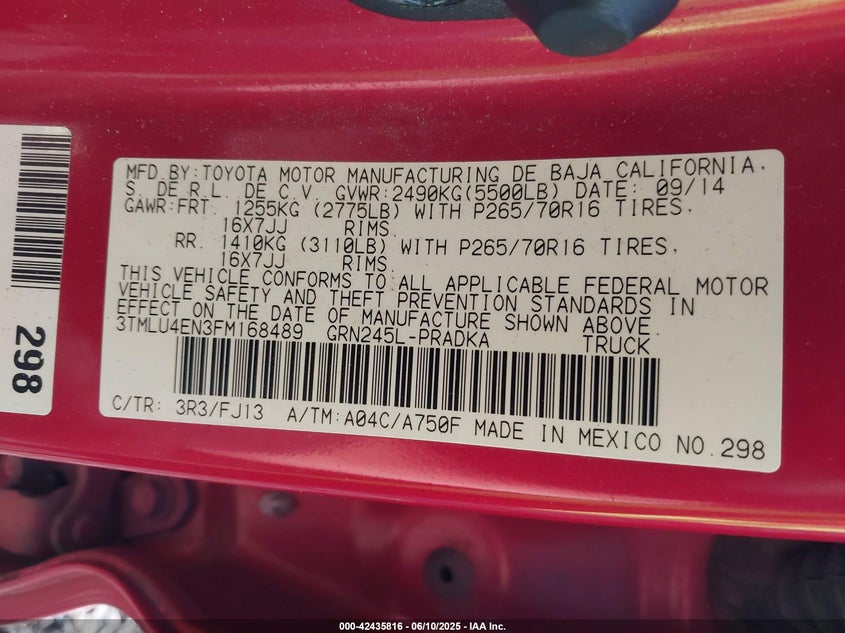 MFD.BY:TOYOTA MOTOR MANUFACTURING DE BAJA CALIFORNIA.
S. DE R.L. DE C.V. GVWR:2490KG(5500LB) DATE: 09/14
GAWR:FRT. 1255KG (2775LB) WITH P265/70R16 TIRES,
16X7JJ RIMS
RR. 1410KG (3110LB) WITH P265/70R16 TIRES,
16X7JJ RIMS
THIS VEHICLE CONFORMS TO ALL APPLICABLE FEDERAL MOTOR
VEHICLE SAFETY AND THEFT PREVENTION STANDARDS IN
EFFECT ON THE DATE OF MANUFACTURE SHOWN ABOVE.
3TMLU4EN3FM168489 GRN245L-PRADKA TRUCK
C/TR: 3R3/FJ13 A/TM:A04C/A750F MADE IN MEXICO NO.298
298
000-42435816 - 06/10/2025 - IAA Inc.